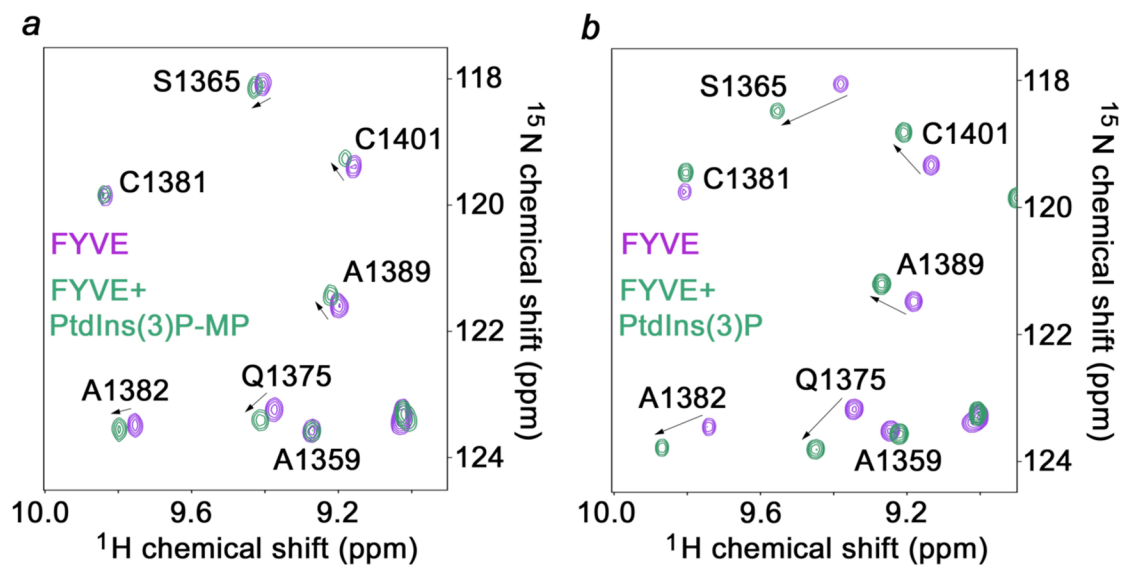 a
S1365
C1401
C1381
FYVE
FYVE+
PtdIns(3)P-MP
A1389
A1382
Q1375
A1359
118
120
122
124
15N chemical shift (ppm)
10.0 9.6 9.2
1H chemical shift (ppm)
b
S1365
C1401
C1381
FYVE
FYVE+
PtdIns(3)P
A1389
A1382
Q1375
A1359
118
120
122
124
15N chemical shift (ppm)
10.0 9.6 9.2
1H chemical shift (ppm)